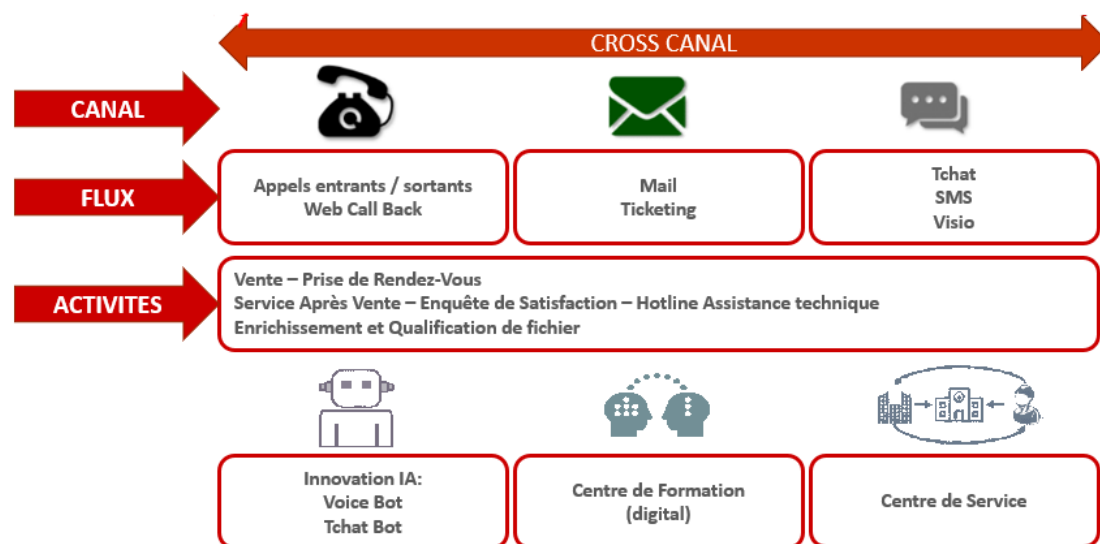 CROSS CANAL
CANAL
FLUX
Appels entrants / sortants
Web Call Back
Mail
Ticketing
Tchat
SMS
Visio
ACTIVITES
Vente – Prise de Rendez-Vous
Service Après Vente – Enquête de Satisfaction – Hotline Assistance technique
Enrichissement et Qualification de fichier
Innovation IA:
Voice Bot
Tchat Bot
Centre de Formation
(digital)
Centre de Service